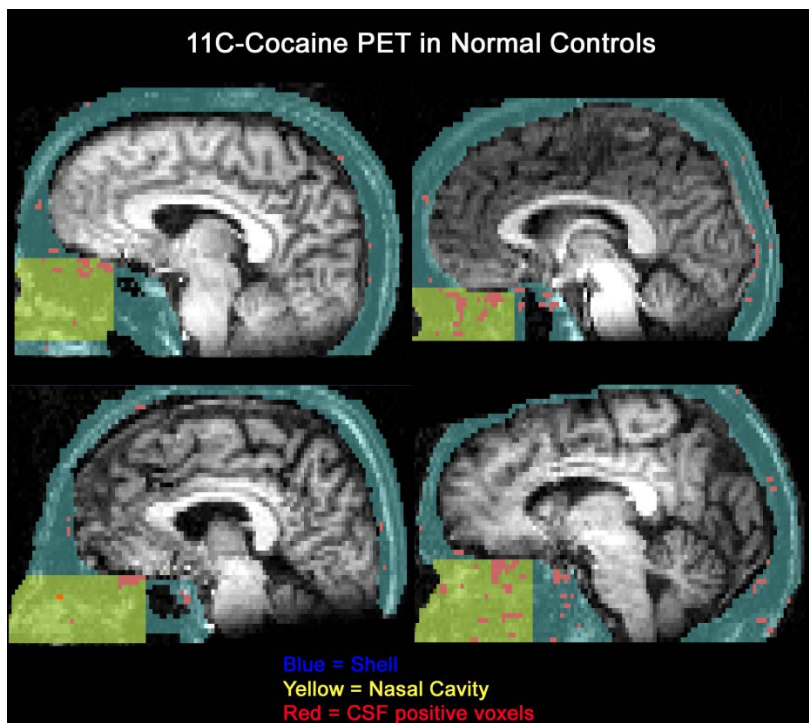 11C-Cocaine PET in Normal Controls
Blue = Shell
Yellow = Nasal Cavity
Red = CSF positive voxels